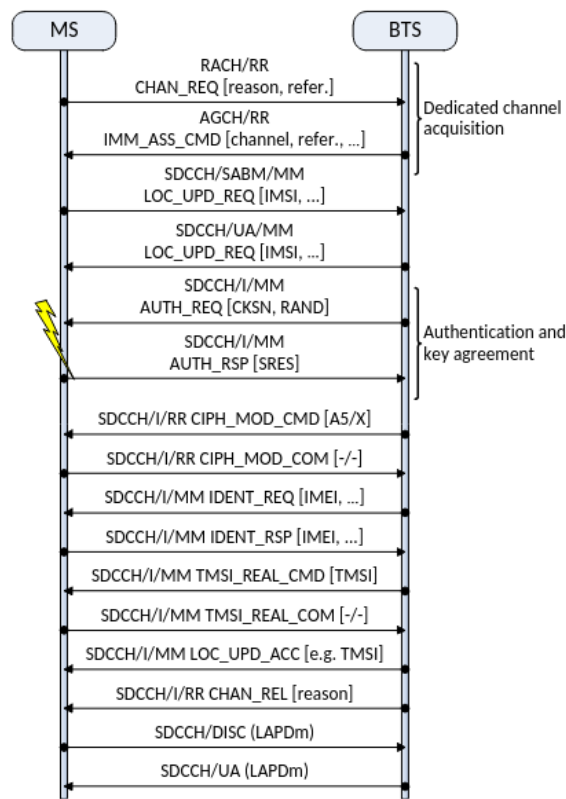 MS
BTS
RACH/RR
CHAN_REQ [reason, refer.]
AGCH/RR
IMM_ASS_CMD [channel, refer., ...]
Dedicated channel
acquisition
SDCCH/SABM/MM
LOC_UPD_REQ [IMSI, ...]
SDCCH/UA/MM
LOC_UPD_REQ [IMSI, ...]
SDCCH/I/MM
AUTH_REQ [CKSN, RAND]
SDCCH/I/MM
AUTH_RSP [SRES]
Authentication and
key agreement
SDCCH/I/RR CIPH_MOD_CMD [A5/X]
SDCCH/I/RR CIPH_MOD_COM [-/-]
SDCCH/I/MM IDENT_REQ [IMEI, ...]
SDCCH/I/MM IDENT_RSP [IMEI, ...]
SDCCH/I/MM TMSI_REAL_CMD [TMSI]
SDCCH/I/MM TMSI_REAL_COM [-/-]
SDCCH/I/MM LOC_UPD_ACC [e.g. TMSI]
SDCCH/I/RR CHAN_REL [reason]
SDCCH/DISC (LAPDm)
SDCCH/UA (LAPDm)